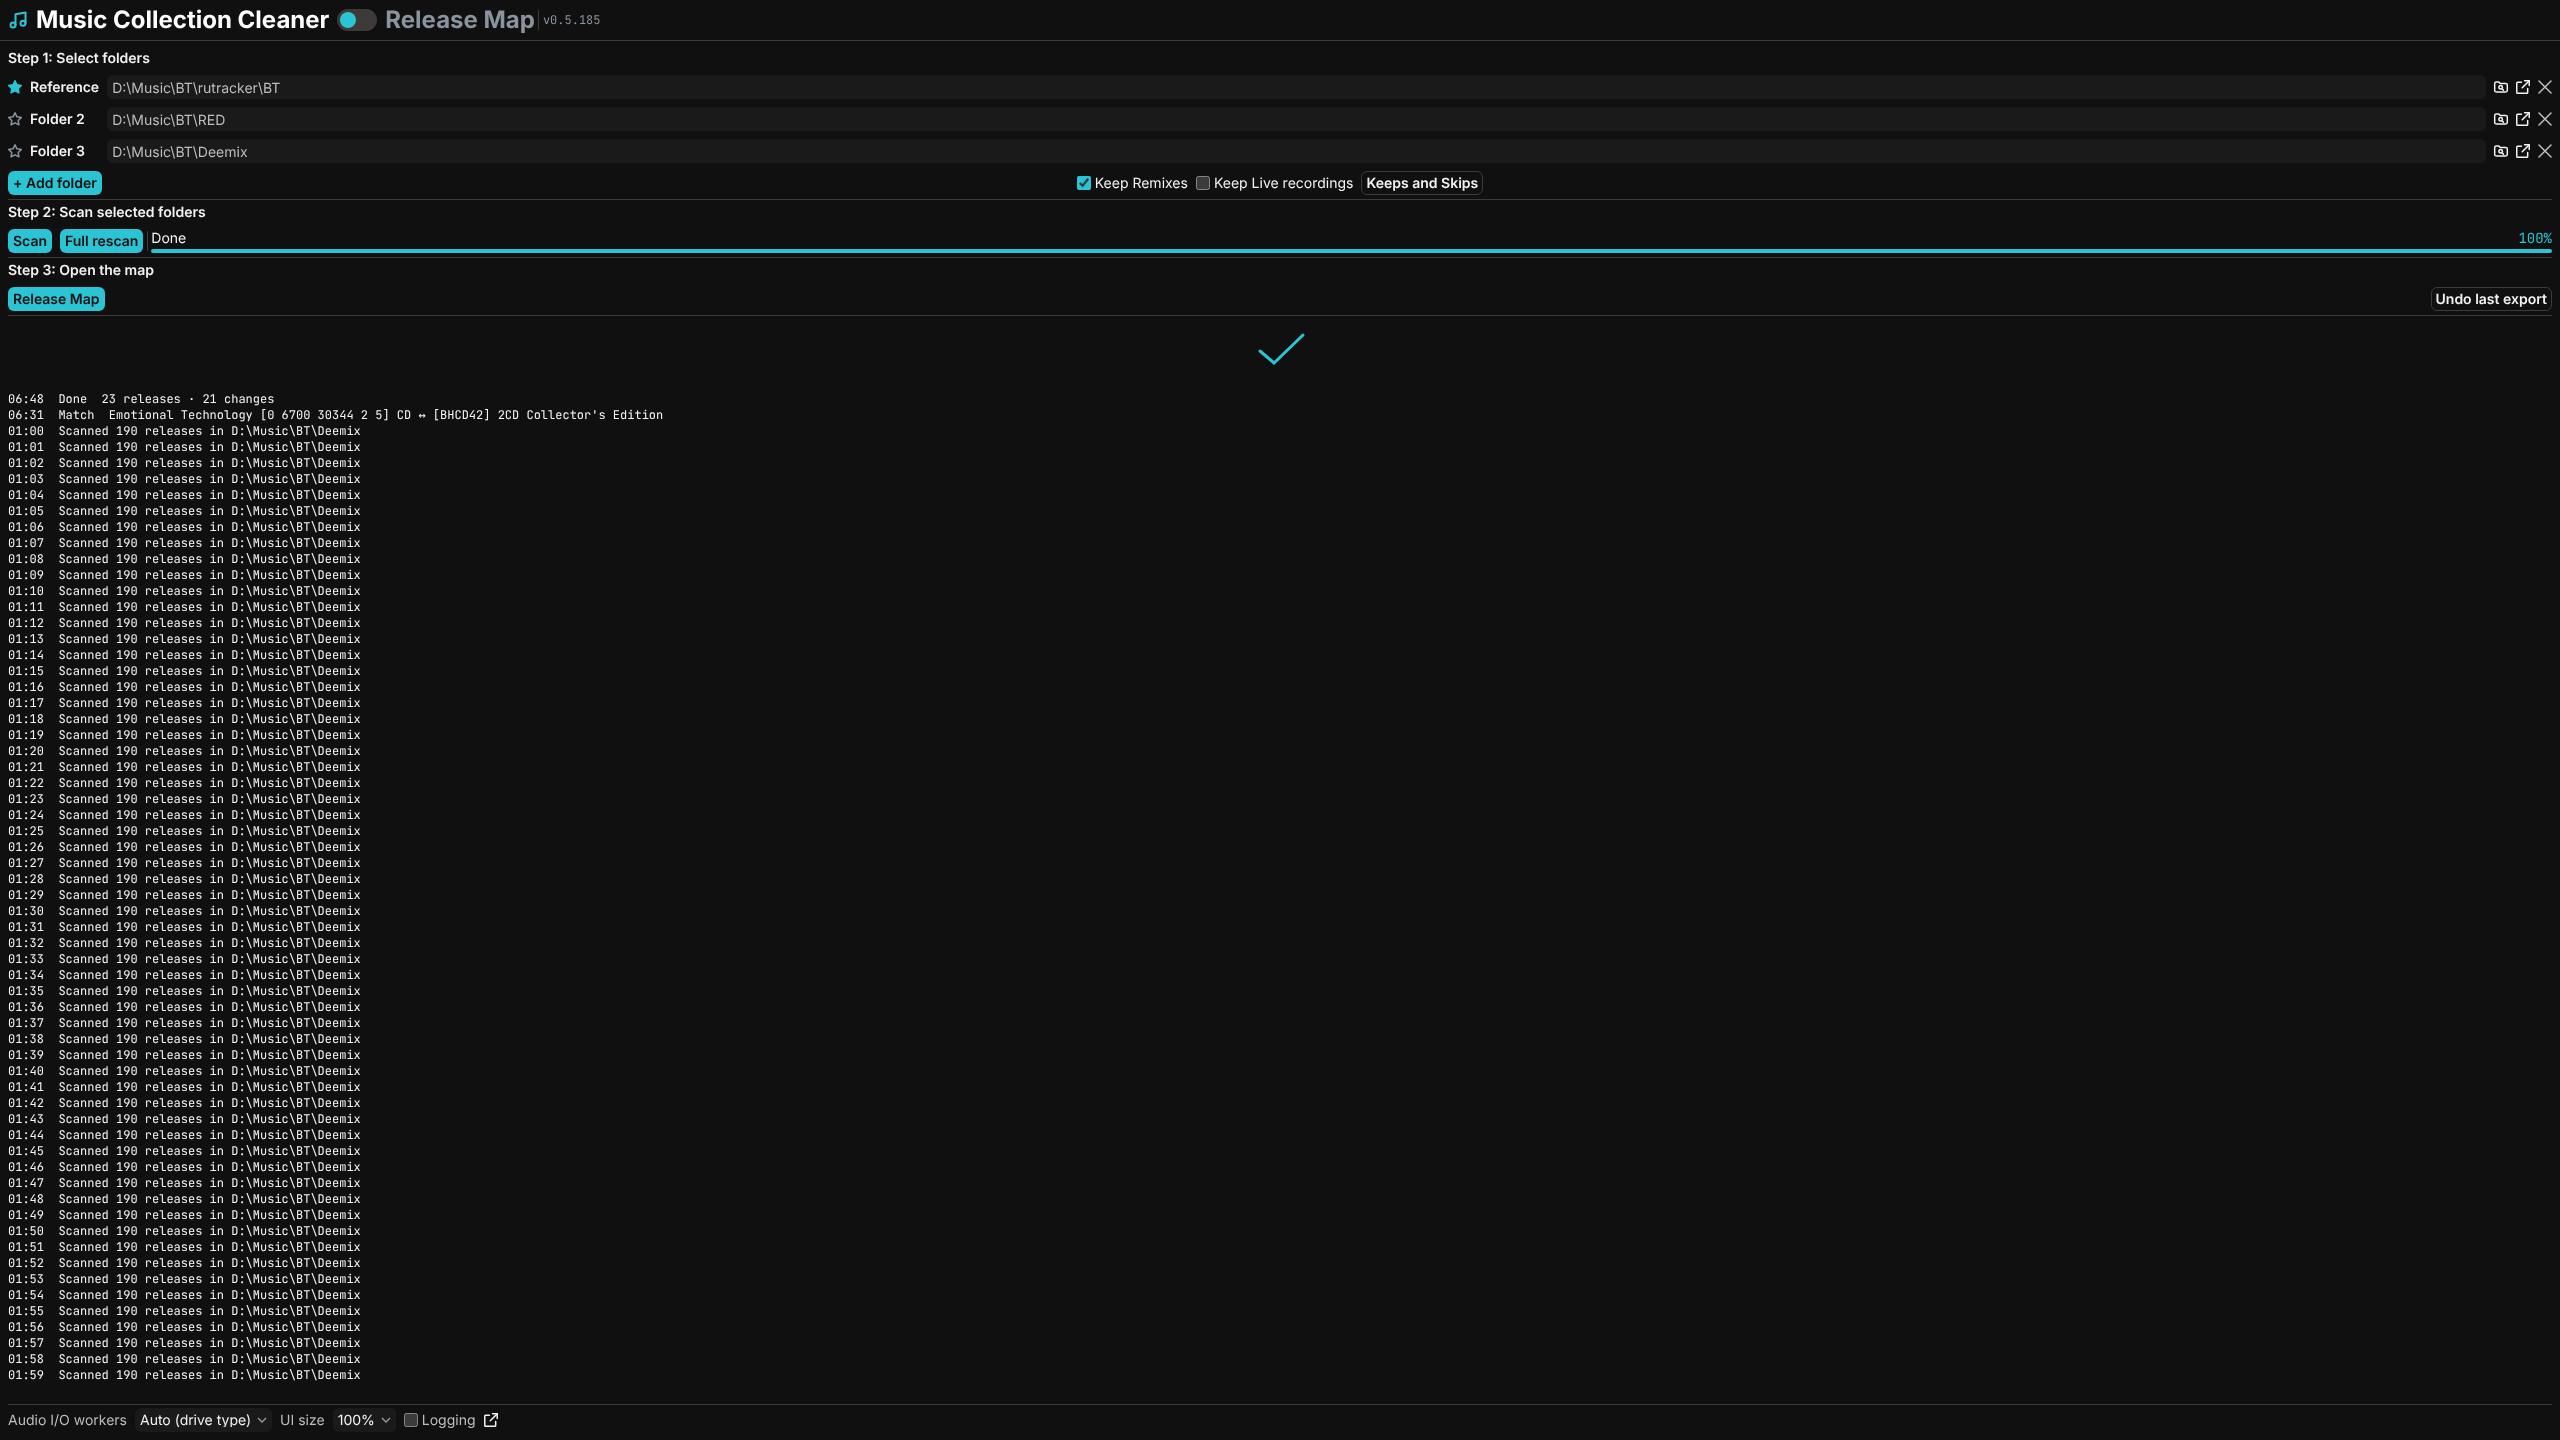 Music Collection Cleaner Release Map v0.5.185
Step 1: Select folders
Reference D:\Music\BT\rutracker\BT
Folder 2 D:\Music\BT\RED
Folder 3 D:\Music\BT\Deemix
+ Add folder Keep Remixes Keep Live recordings Keeps and Skips
Step 2: Scan selected folders
Scan Full rescan Done 100%
Step 3: Open the map
Release Map Undo last export
06:48 Done 23 releases · 21 changes
06:31 Match Emotional Technology [0 6700 30344 2 5] CD ↔ [BHCD42] 2CD Collector's Edition
01:00 Scanned 190 releases in D:\Music\BT\Deemix
01:01 Scanned 190 releases in D:\Music\BT\Deemix
01:02 Scanned 190 releases in D:\Music\BT\Deemix
01:03 Scanned 190 releases in D:\Music\BT\Deemix
01:04 Scanned 190 releases in D:\Music\BT\Deemix
01:05 Scanned 190 releases in D:\Music\BT\Deemix
01:06 Scanned 190 releases in D:\Music\BT\Deemix
01:07 Scanned 190 releases in D:\Music\BT\Deemix
01:08 Scanned 190 releases in D:\Music\BT\Deemix
01:09 Scanned 190 releases in D:\Music\BT\Deemix
01:10 Scanned 190 releases in D:\Music\BT\Deemix
01:11 Scanned 190 releases in D:\Music\BT\Deemix
01:12 Scanned 190 releases in D:\Music\BT\Deemix
01:13 Scanned 190 releases in D:\Music\BT\Deemix
01:14 Scanned 190 releases in D:\Music\BT\Deemix
01:15 Scanned 190 releases in D:\Music\BT\Deemix
01:16 Scanned 190 releases in D:\Music\BT\Deemix
01:17 Scanned 190 releases in D:\Music\BT\Deemix
01:18 Scanned 190 releases in D:\Music\BT\Deemix
01:19 Scanned 190 releases in D:\Music\BT\Deemix
01:20 Scanned 190 releases in D:\Music\BT\Deemix
01:21 Scanned 190 releases in D:\Music\BT\Deemix
01:22 Scanned 190 releases in D:\Music\BT\Deemix
01:23 Scanned 190 releases in D:\Music\BT\Deemix
01:24 Scanned 190 releases in D:\Music\BT\Deemix
01:25 Scanned 190 releases in D:\Music\BT\Deemix
01:26 Scanned 190 releases in D:\Music\BT\Deemix
01:27 Scanned 190 releases in D:\Music\BT\Deemix
01:28 Scanned 190 releases in D:\Music\BT\Deemix
01:29 Scanned 190 releases in D:\Music\BT\Deemix
01:30 Scanned 190 releases in D:\Music\BT\Deemix
01:31 Scanned 190 releases in D:\Music\BT\Deemix
01:32 Scanned 190 releases in D:\Music\BT\Deemix
01:33 Scanned 190 releases in D:\Music\BT\Deemix
01:34 Scanned 190 releases in D:\Music\BT\Deemix
01:35 Scanned 190 releases in D:\Music\BT\Deemix
01:36 Scanned 190 releases in D:\Music\BT\Deemix
01:37 Scanned 190 releases in D:\Music\BT\Deemix
01:38 Scanned 190 releases in D:\Music\BT\Deemix
01:39 Scanned 190 releases in D:\Music\BT\Deemix
01:40 Scanned 190 releases in D:\Music\BT\Deemix
01:41 Scanned 190 releases in D:\Music\BT\Deemix
01:42 Scanned 190 releases in D:\Music\BT\Deemix
01:43 Scanned 190 releases in D:\Music\BT\Deemix
01:44 Scanned 190 releases in D:\Music\BT\Deemix
01:45 Scanned 190 releases in D:\Music\BT\Deemix
01:46 Scanned 190 releases in D:\Music\BT\Deemix
01:47 Scanned 190 releases in D:\Music\BT\Deemix
01:48 Scanned 190 releases in D:\Music\BT\Deemix
01:49 Scanned 190 releases in D:\Music\BT\Deemix
01:50 Scanned 190 releases in D:\Music\BT\Deemix
01:51 Scanned 190 releases in D:\Music\BT\Deemix
01:52 Scanned 190 releases in D:\Music\BT\Deemix
01:53 Scanned 190 releases in D:\Music\BT\Deemix
01:54 Scanned 190 releases in D:\Music\BT\Deemix
01:55 Scanned 190 releases in D:\Music\BT\Deemix
01:56 Scanned 190 releases in D:\Music\BT\Deemix
01:57 Scanned 190 releases in D:\Music\BT\Deemix
01:58 Scanned 190 releases in D:\Music\BT\Deemix
01:59 Scanned 190 releases in D:\Music\BT\Deemix
Audio I/O workers Auto (drive type) UI size 100% Logging